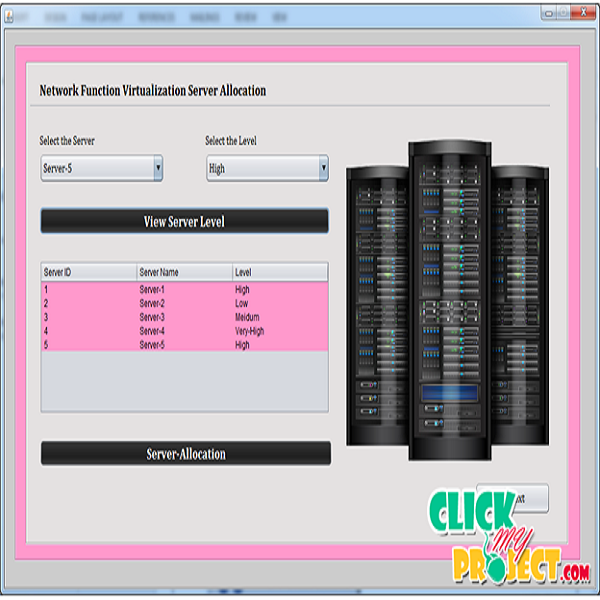 Network Function Virtualization Server Allocation
Select the Server Select the Level
Server-5 High
View Server Level
Server ID Server Name Level
1 Server-1 High
2 Server-2 Low
3 Server-3 Meidum
4 Server-4 Very-High
5 Server-5 High
Server-Allocation
CLICK
MY
PROJECT.COM